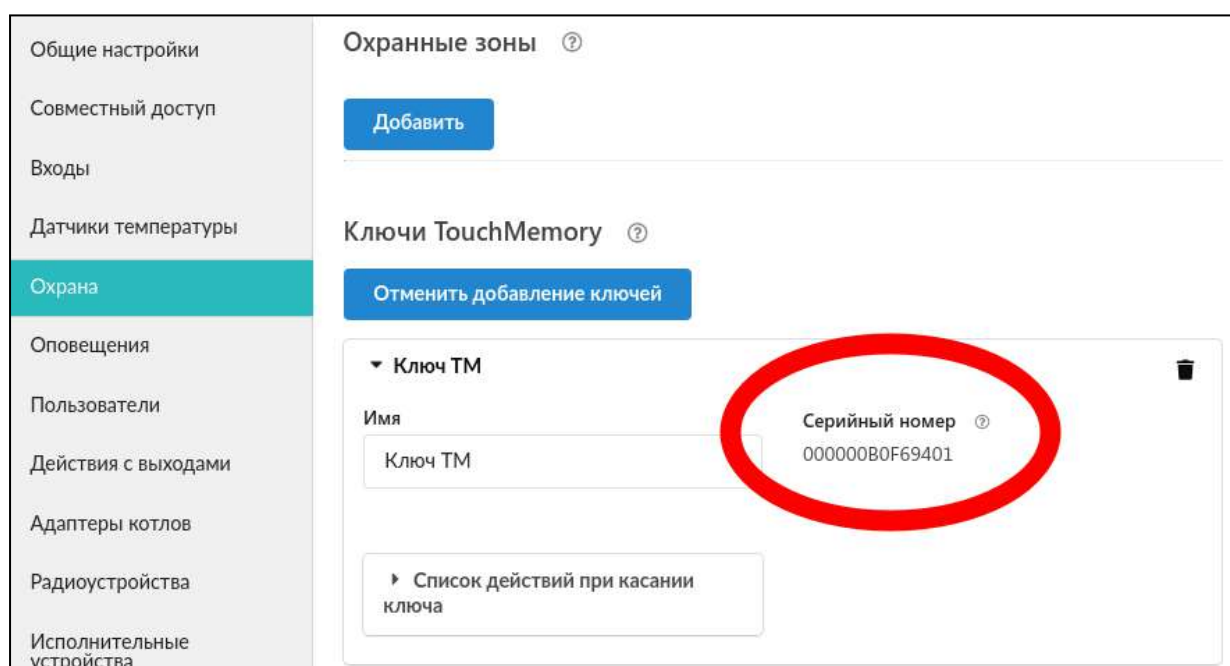 Общие настройки
Совместный доступ
Входы
Датчики температуры
Охрана
Оповещения
Пользователи
Действия с выходами
Адаптеры котлов
Радиоустройства
Исполнительные
устройства
Охранные зоны ?
Добавить
Ключи TouchMemory ?
Отменить добавление ключей
Ключ ТМ
Имя
Ключ ТМ
Серийный номер ?
000000B0F69401
Список действий при касании
ключа